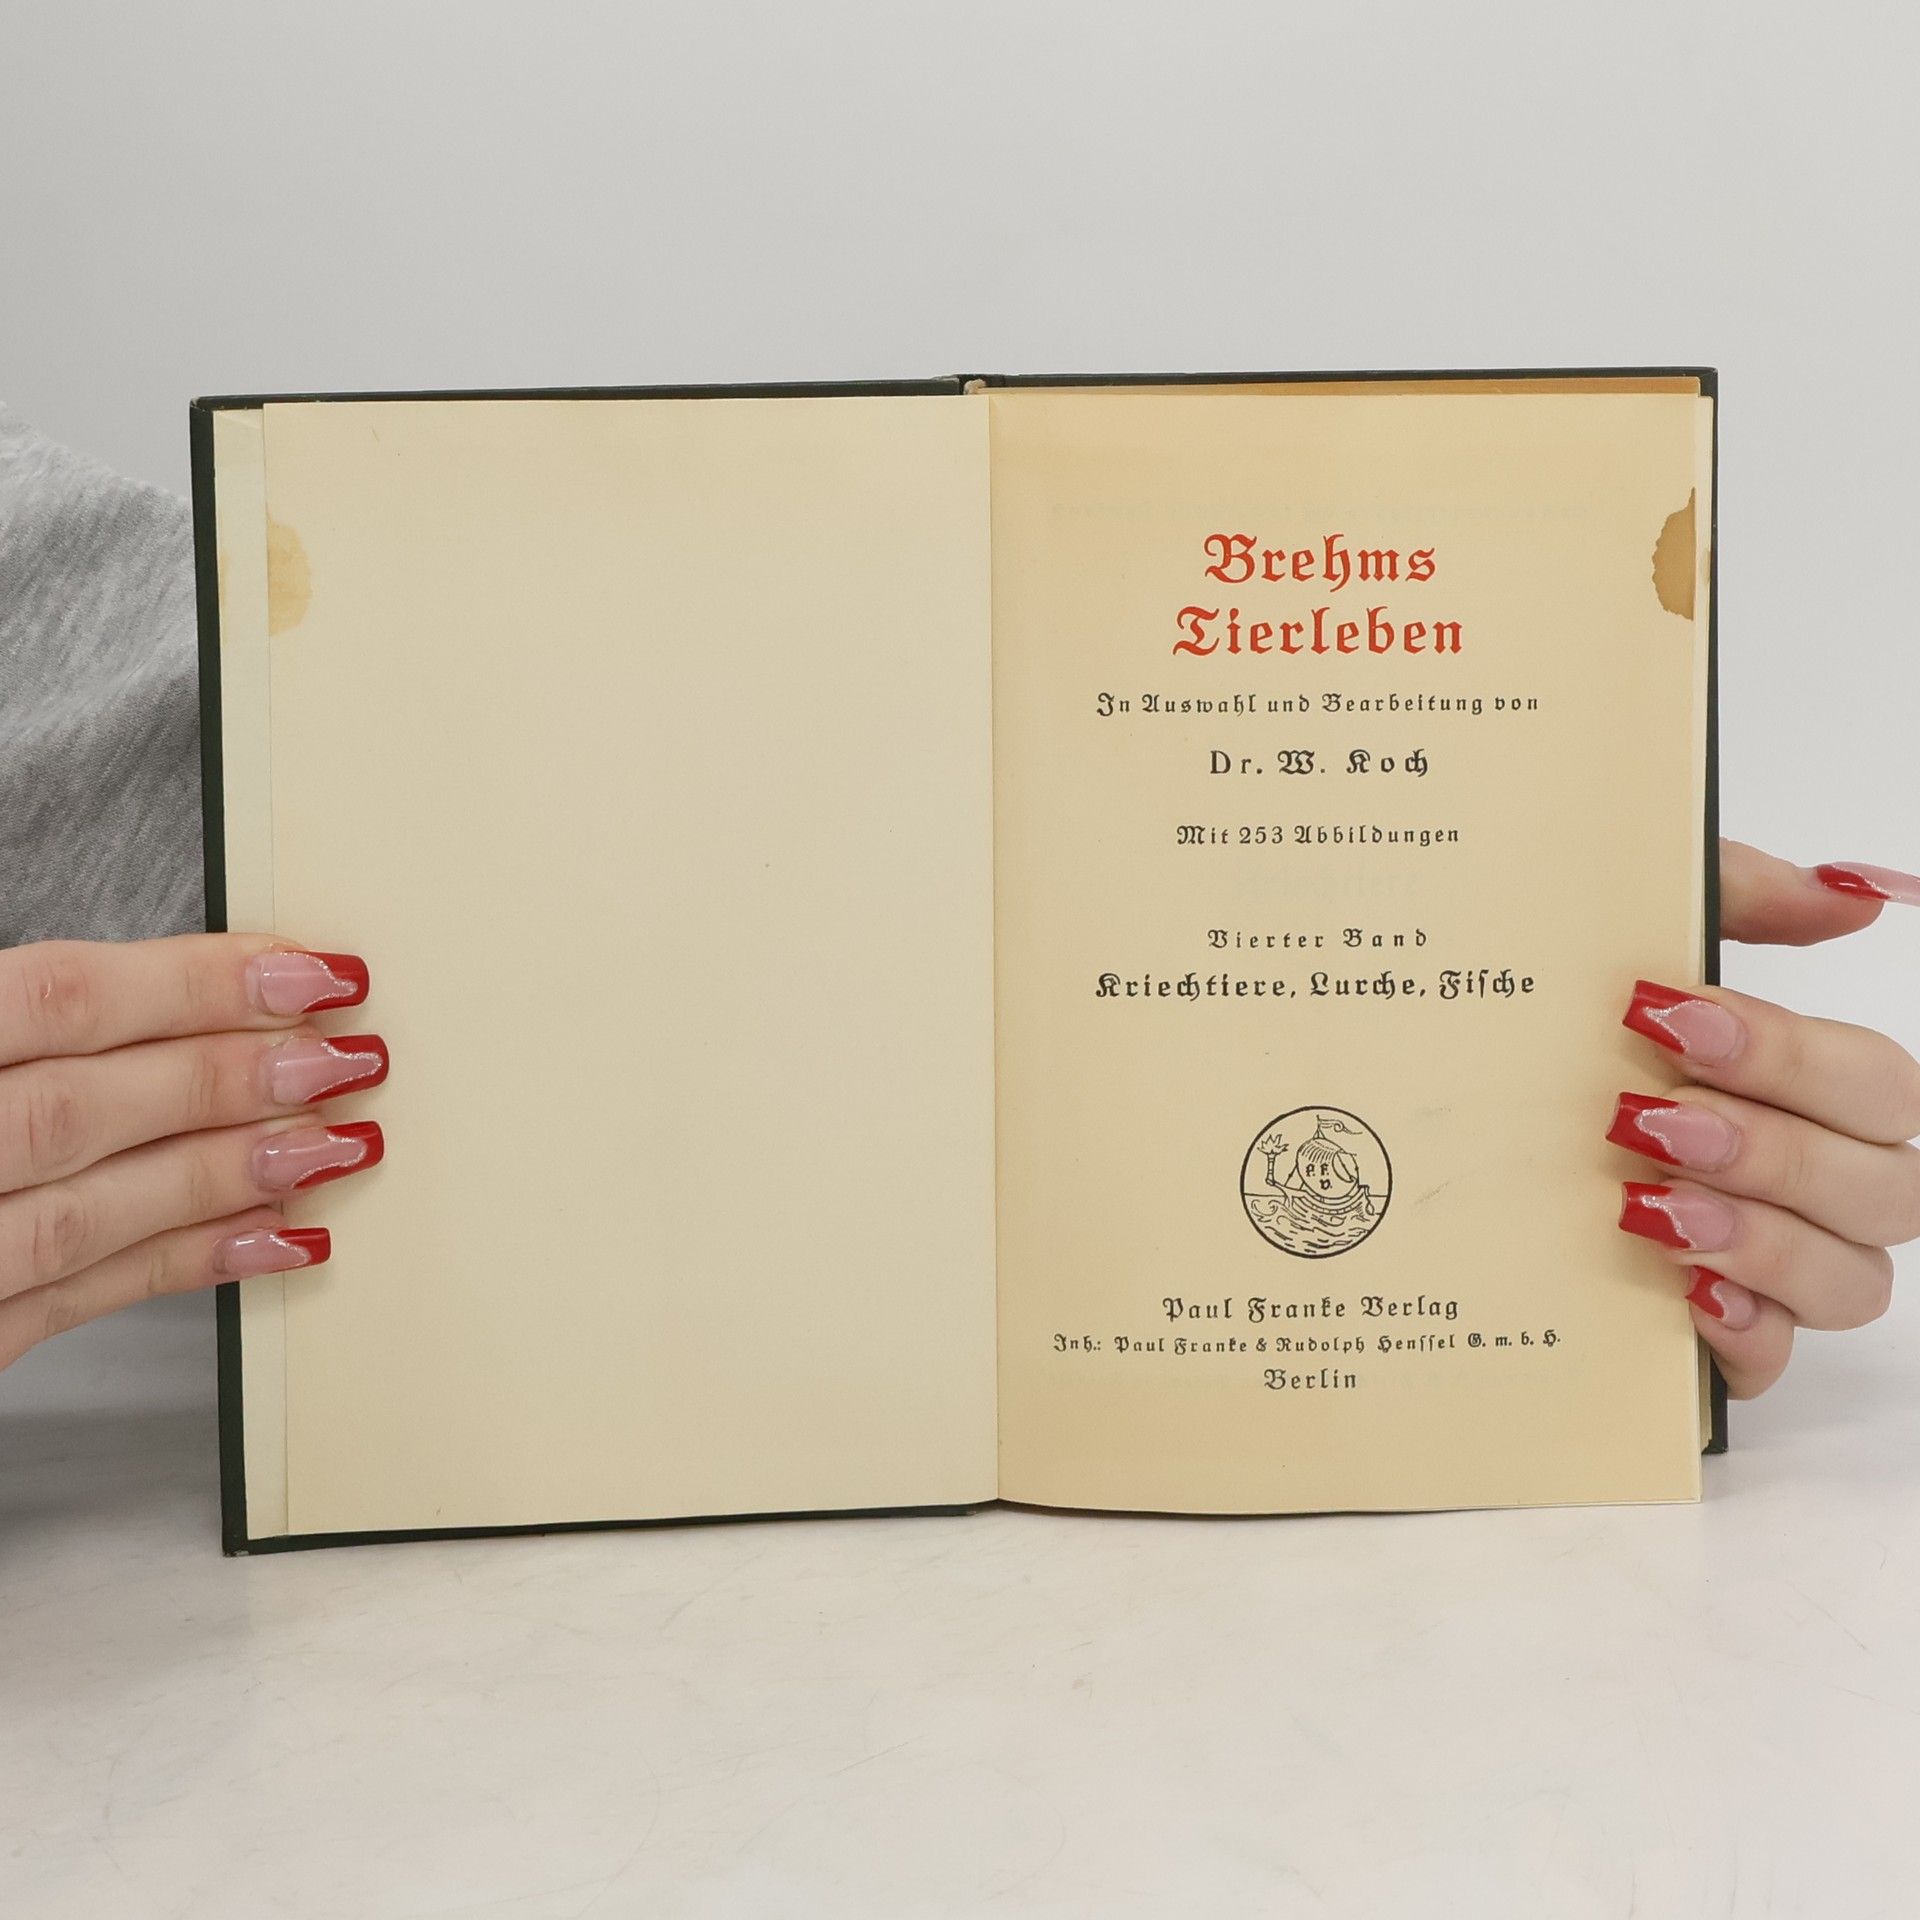 Brehms
Tierleben
In Auswahl und Bearbeitung von
Dr. W. Koch
Mit 253 Abbildungen
Vierter Band
Kriechtiere, Lurche, Fiſche
P. F.
V.
Paul Franke Verlag
Inh.: Paul Franke & Rudolph Henſſel G. m. b. H.
Berlin